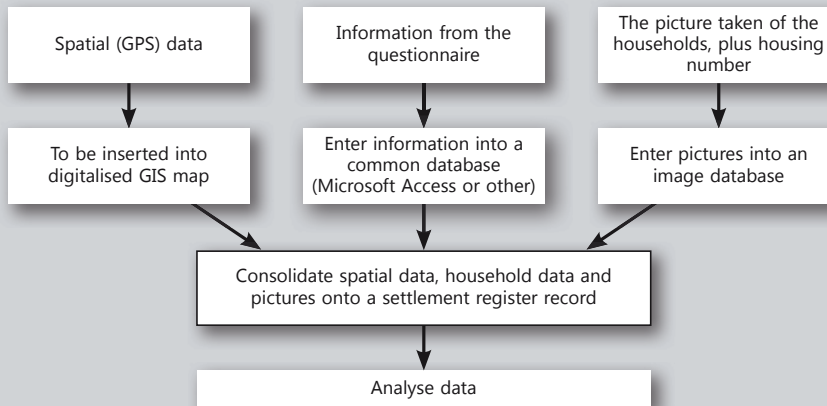 Spatial (GPS) data
Information from the
questionnaire
The picture taken of the
households, plus housing
number
To be inserted into
digitalised GIS map
Enter information into a
common database
(Microsoft Access or other)
Enter pictures into an
image database
Consolidate spatial data, household data and
pictures onto a settlement register record
Analyse data